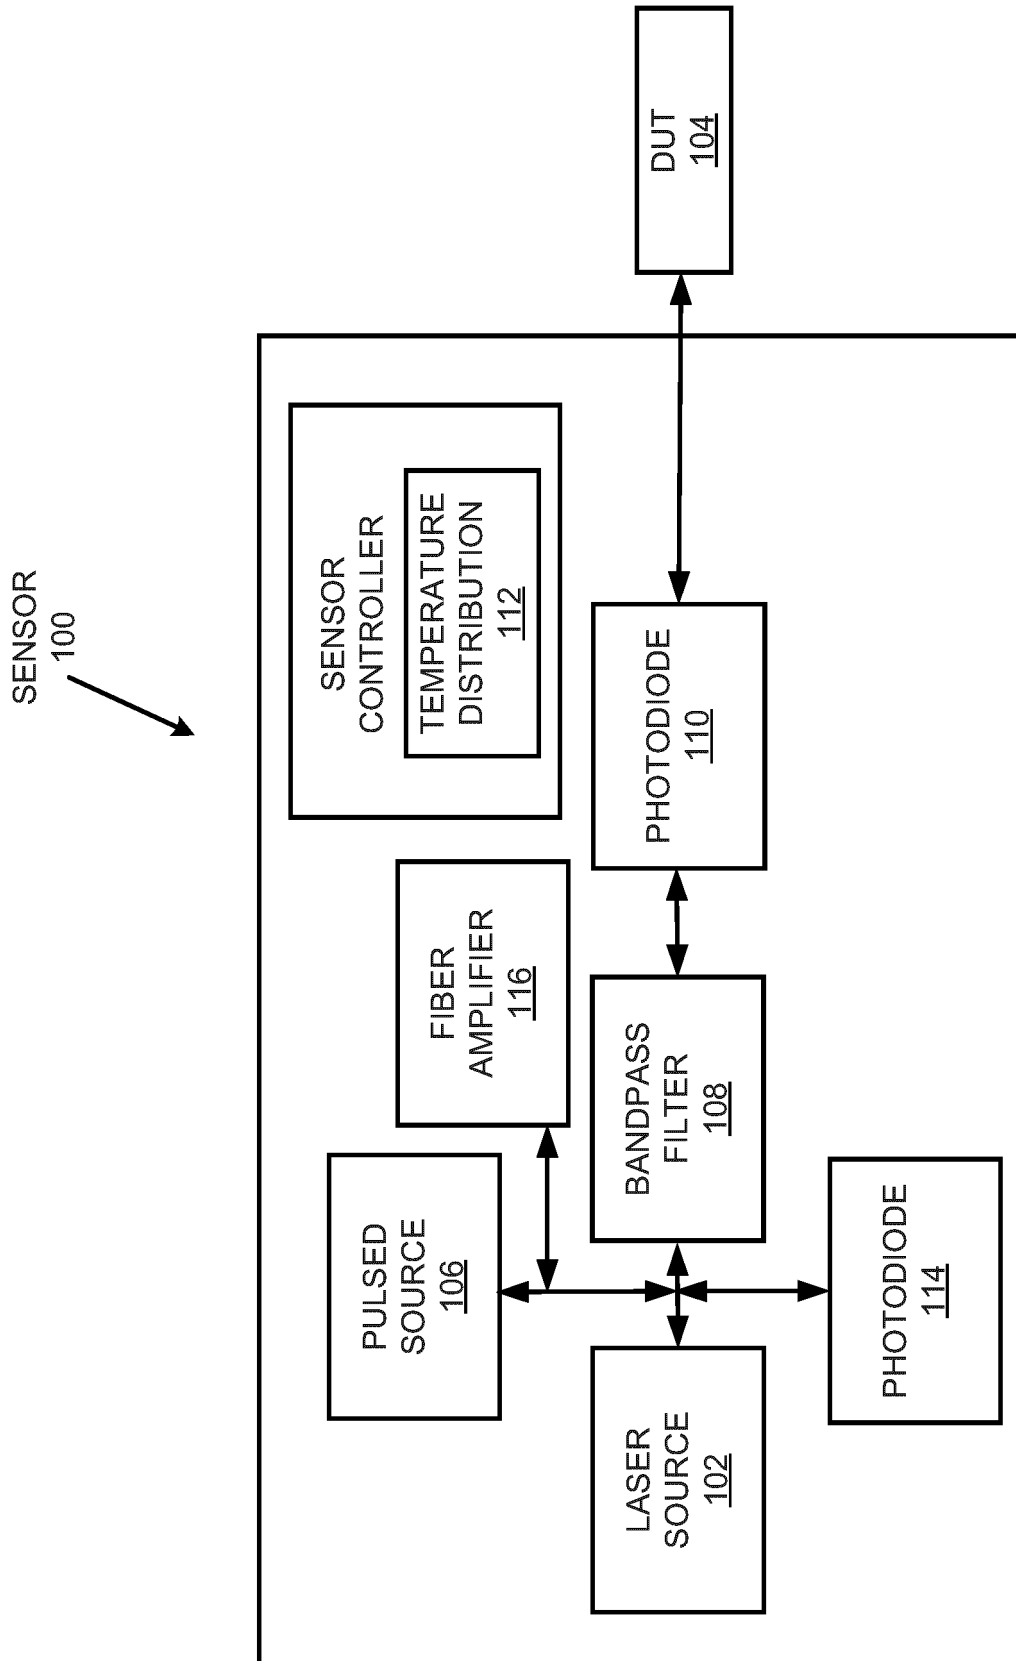 SENSOR
100
SENSOR
CONTROLLER
TEMPERATURE
DISTRIBUTION
112
PULSED
SOURCE
106
FIBER
AMPLIFIER
116
LASER
SOURCE
102
BANDPASS
FILTER
108
PHOTODIODE
110
DUT
104
PHOTODIODE
114